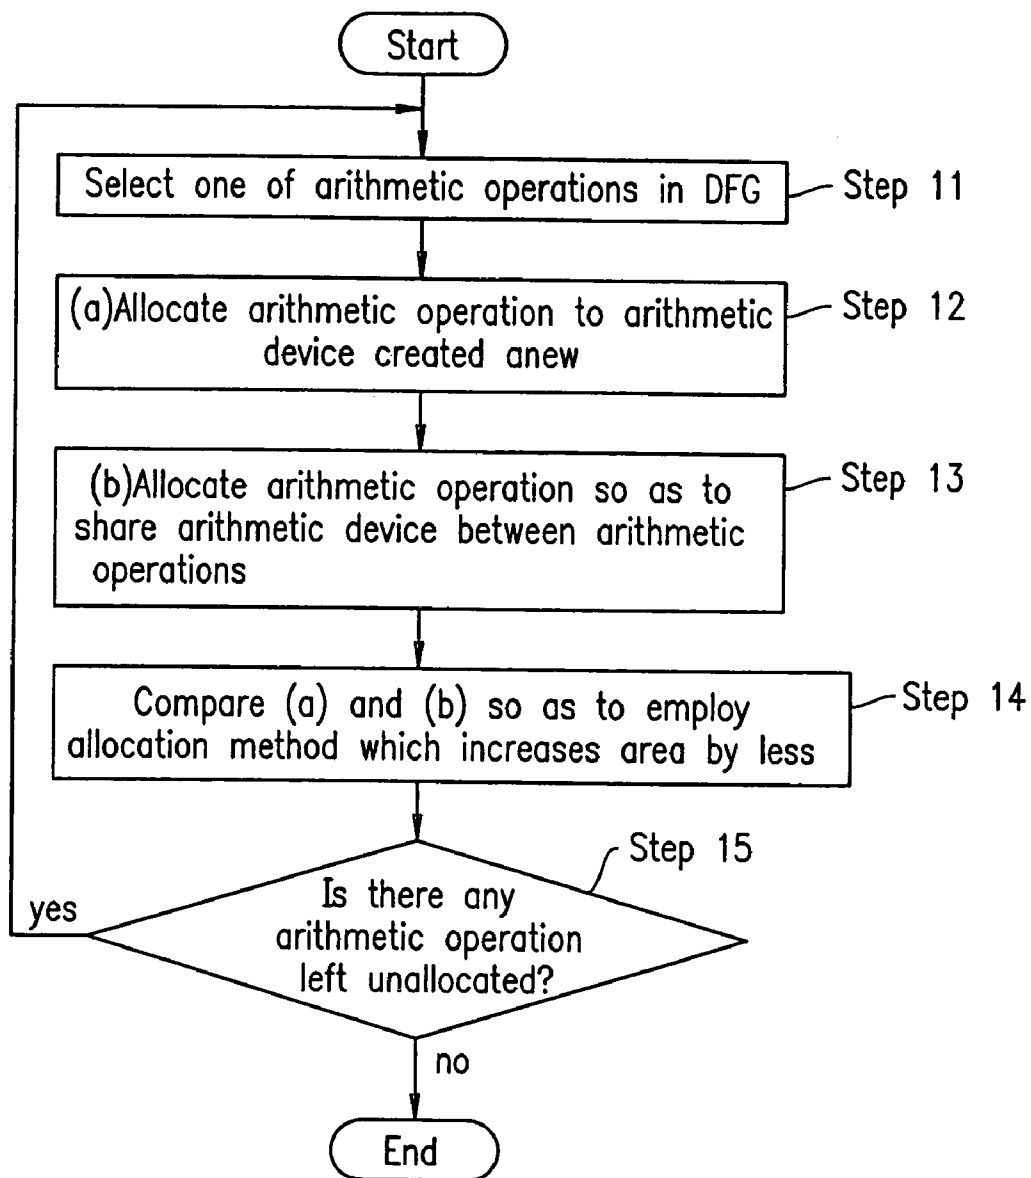 Start
Select one of arithmetic operations in DFG
Step 11
(a)Allocate arithmetic operation to arithmetic
device created anew
Step 12
(b)Allocate arithmetic operation so as to
share arithmetic device between arithmetic
operations
Step 13
Compare (a) and (b) so as to employ
allocation method which increases area by less
Step 14
Step 15
Is there any
arithmetic operation
left unallocated?
yes
no
End